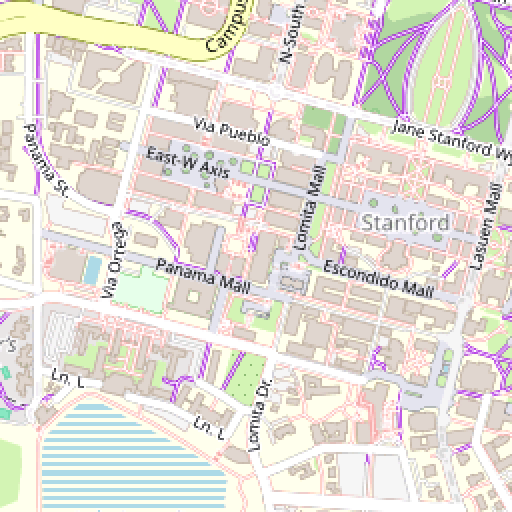 Campus
N-South
Via Pueblo
Jane Stanford Wy
Panama St.
East-W Axis
Lomita Mall
Stanford
Lasuen Mall
Via Ortega
Panama Mall
Escondido Mall
's
Ln. L
Ln. L
Lomita Dr.